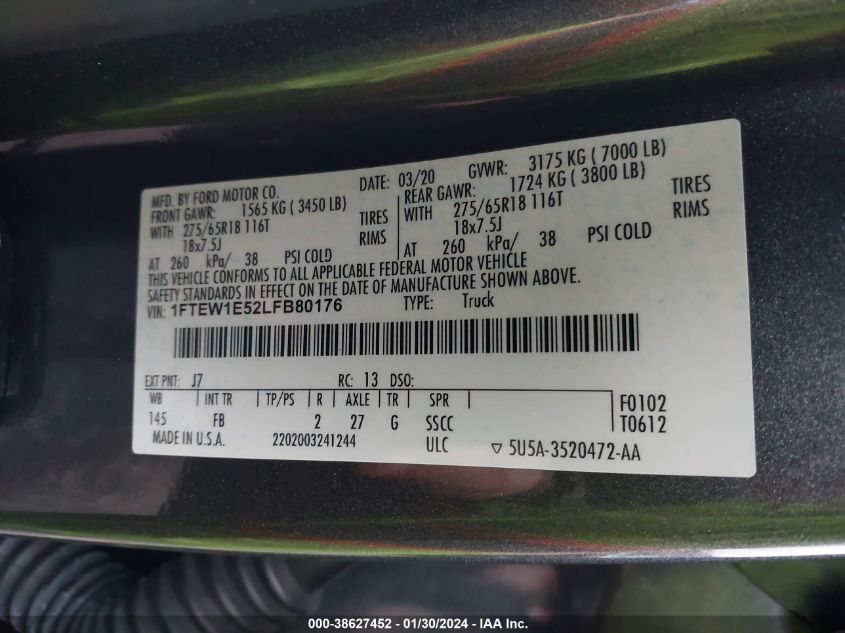 MFD. BY FORD MOTOR CO. DATE: 03/20 GVWR: 3175 KG ( 7000 LB)
FRONT GAWR: 1565 KG ( 3450 LB) REAR GAWR: 1724 KG ( 3800 LB)
WITH 275/65R18 116T TIRES WITH 275/65R18 116T TIRES
18x7.5J RIMS 18x7.5J RIMS
AT 260 kPa/ 38 PSI COLD AT 260 kPa/ 38 PSI COLD
THIS VEHICLE CONFORMS TO ALL APPLICABLE FEDERAL MOTOR VEHICLE
SAFETY STANDARDS IN EFFECT ON THE DATE OF MANUFACTURE SHOWN ABOVE.
VIN: 1FTEW1E52LFB80176 TYPE: Truck
EXT PNT: J7 RC: 13 DSO:
WB INT TR TP/PS R AXLE TR SPR F0102
145 FB 2 27 G SSCC T0612
MADE IN U.S.A. 2202003241244 ULC ▽ 5U5A-3520472-AA
000-38627452 - 01/30/2024 - IAA Inc.